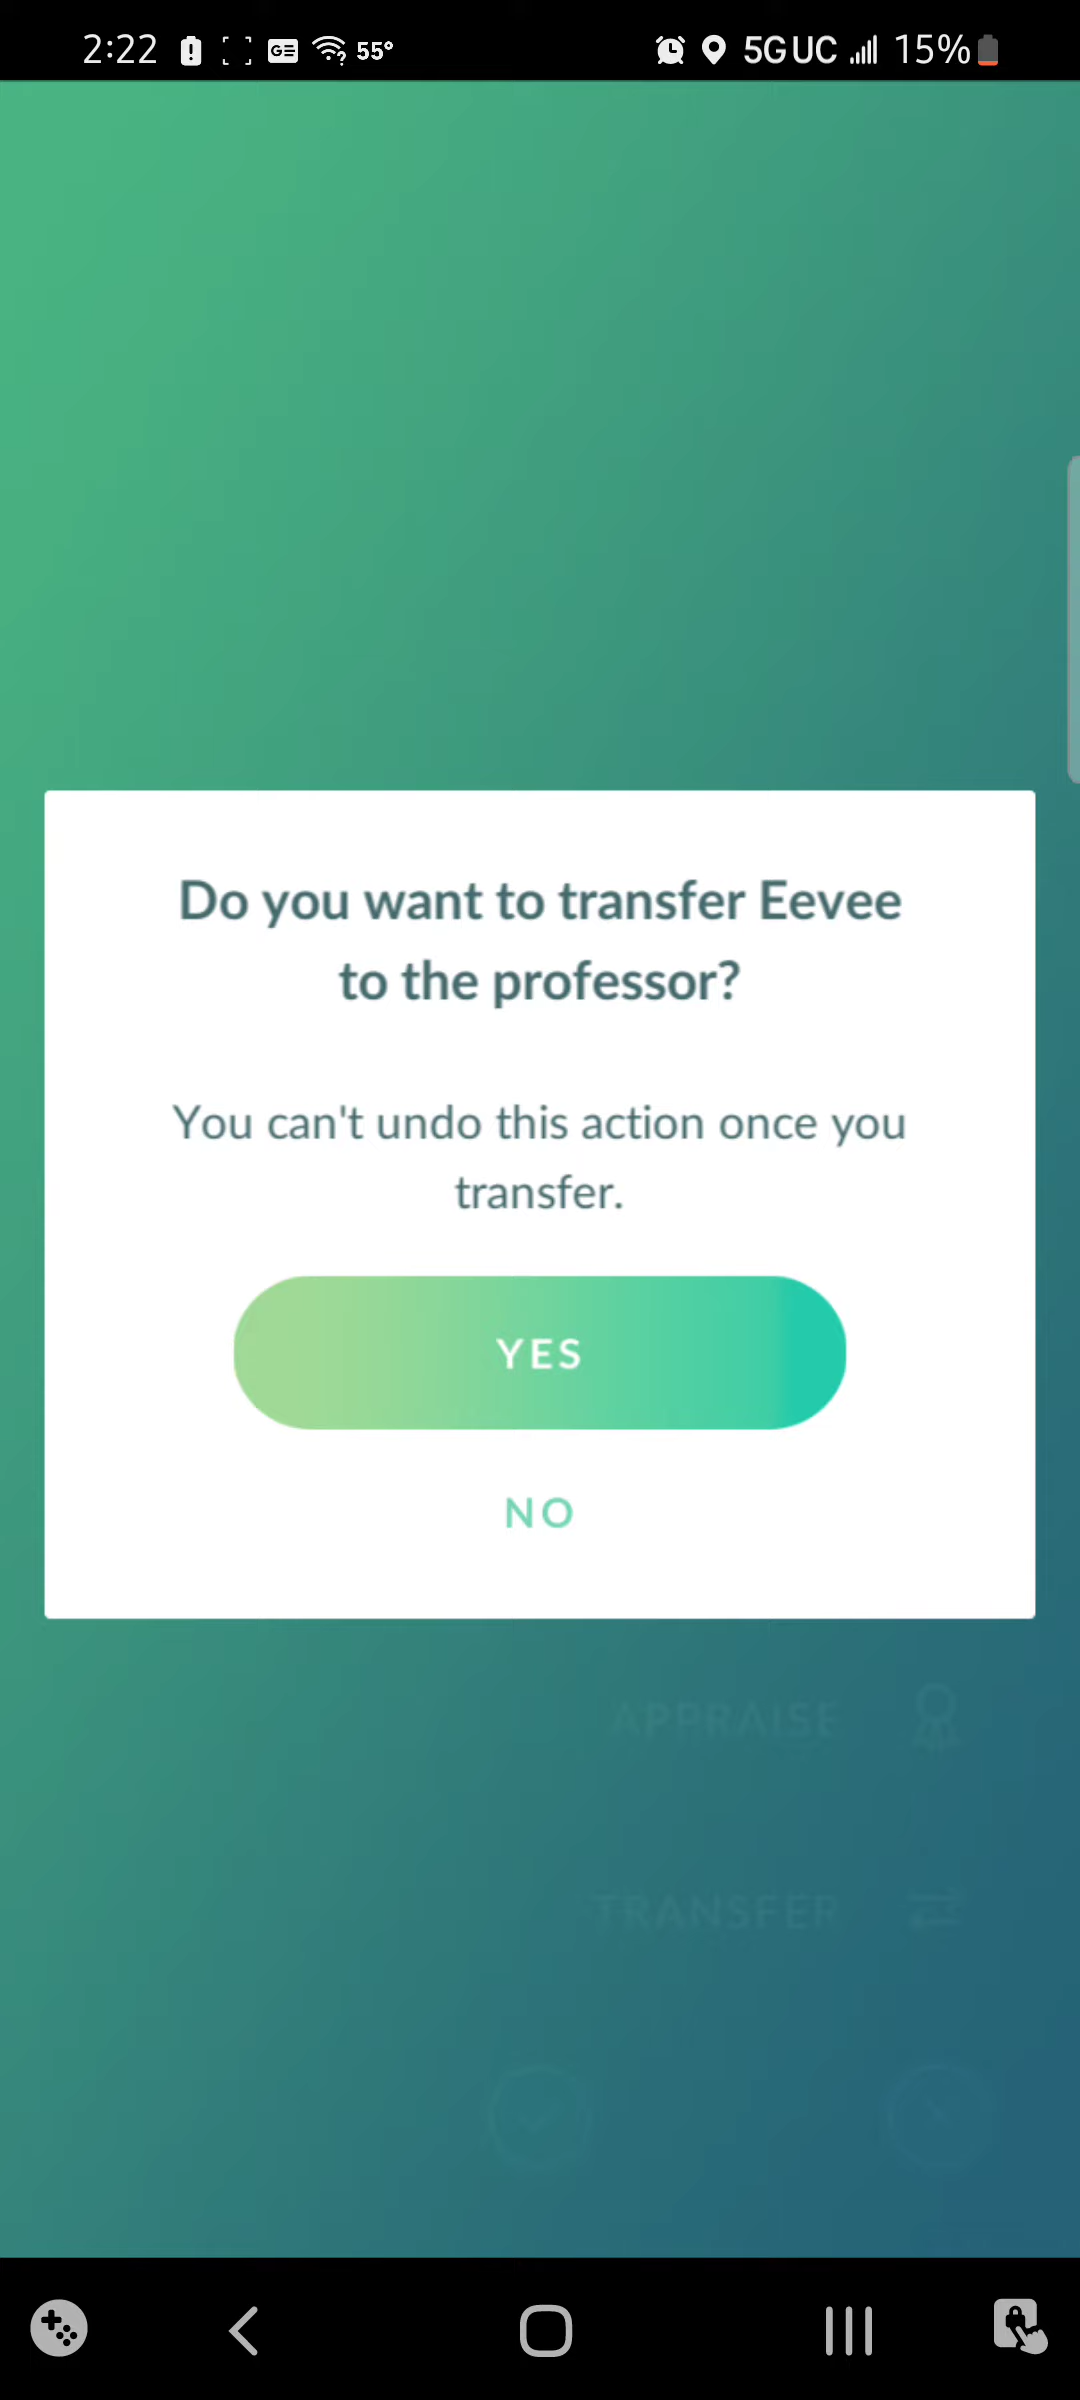 2:22 GE 55° 5G UC 15%
Do you want to transfer Eevee
to the professor?
You can't undo this action once you
transfer.
YES
NO
APPRAISE
TRANSFER